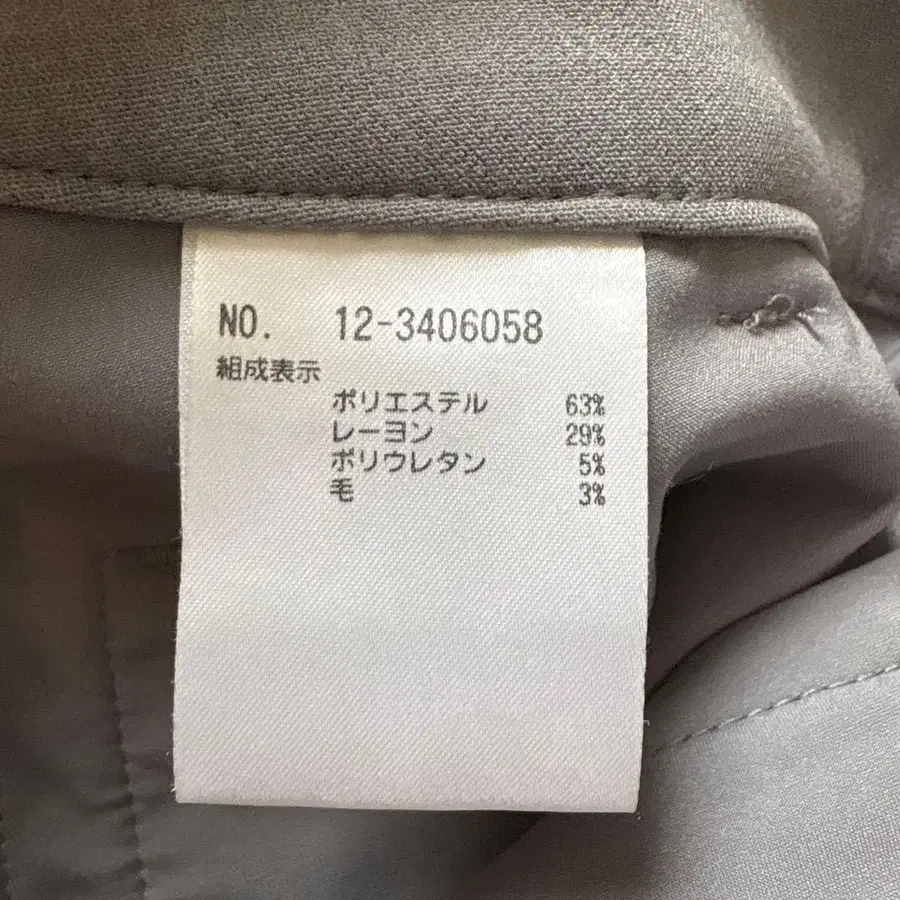 NO. 12-3406058
組成表示
ポリエステル 63%
レーヨン 29%
ポリウレタン 5%
毛 3%